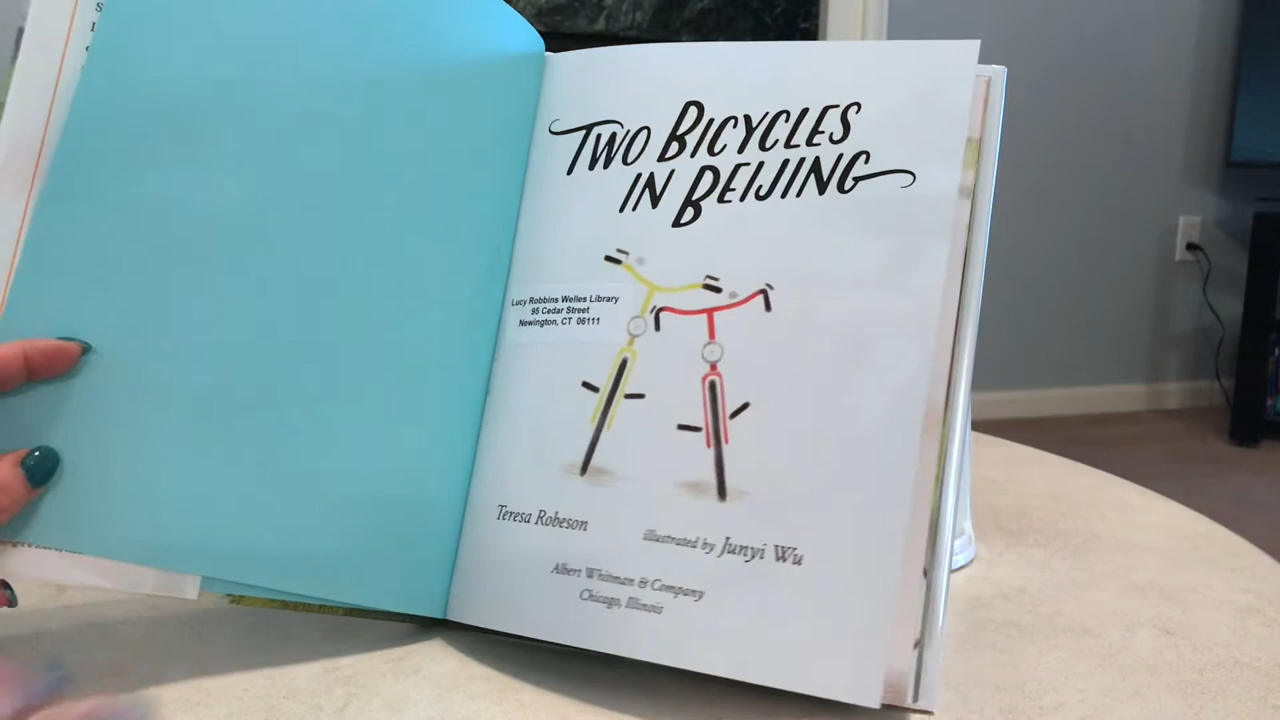 Two Bicycles
in Beijing
Lucy Robbins Welles Library
95 Cedar Street
Newington, CT 06111
Teresa Robeson
illustrated by Junyi Wu
Albert Whitman & Company
Chicago, Illinois